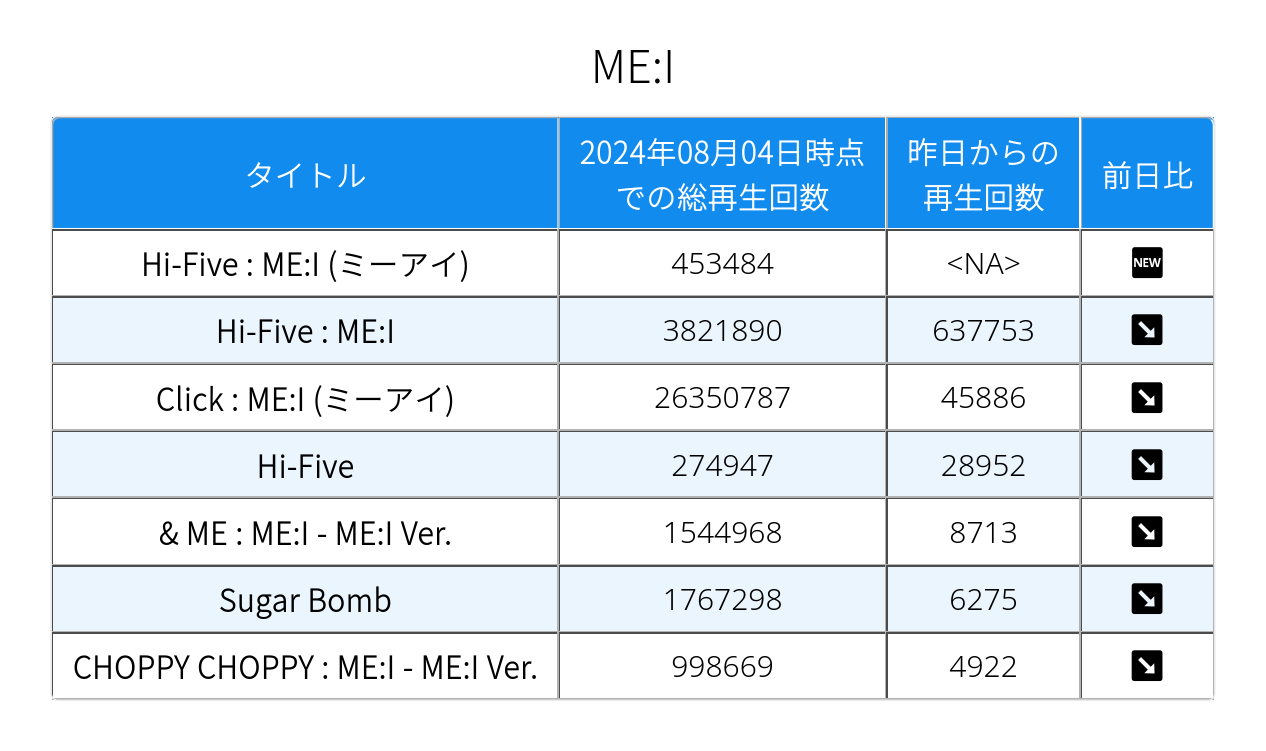 ME:I
タイトル
2024年08月04日時点
での総再生回数
昨日からの
再生回数
前日比
Hi-Five : ME:I (ミーアイ) 453484 <NA> NEW
Hi-Five : ME:I 3821890 637753
Click : ME:I (ミーアイ) 26350787 45886
Hi-Five 274947 28952
& ME : ME:I - ME:I Ver. 1544968 8713
Sugar Bomb 1767298 6275
CHOPPY CHOPPY : ME:I - ME:I Ver. 998669 4922